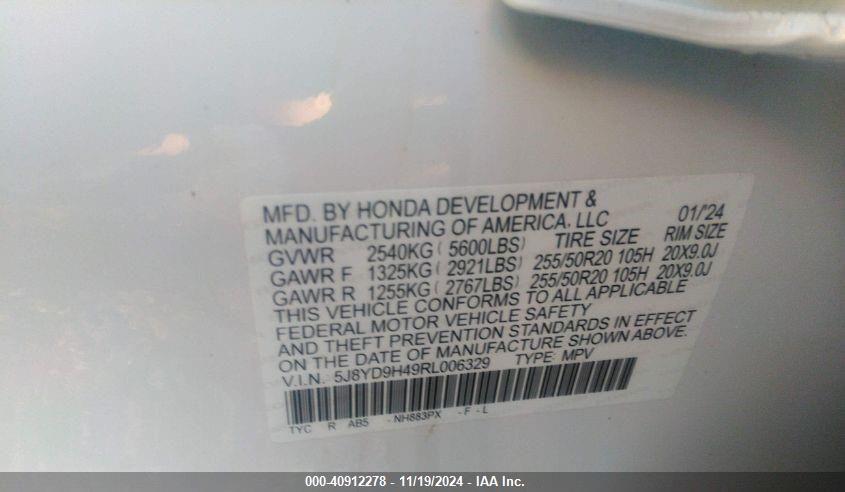 MFD. BY HONDA DEVELOPMENT & 01/'24
MANUFACTURING OF AMERICA, LLC
GVWR 2540KG ( 5600LBS) TIRE SIZE RIM SIZE
GAWR F 1325KG ( 2921LBS) 255/50R20 105H 20X9.0J
GAWR R 1255KG ( 2767LBS) 255/50R20 105H 20X9.0J
THIS VEHICLE CONFORMS TO ALL APPLICABLE
FEDERAL MOTOR VEHICLE SAFETY
AND THEFT PREVENTION STANDARDS IN EFFECT
ON THE DATE OF MANUFACTURE SHOWN ABOVE.
V.I.N. 5J8YD9H49RL006329 TYPE: MPV
TYC R AB5 - NH883PX - F - L
000-40912278 - 11/19/2024 - IAA Inc.